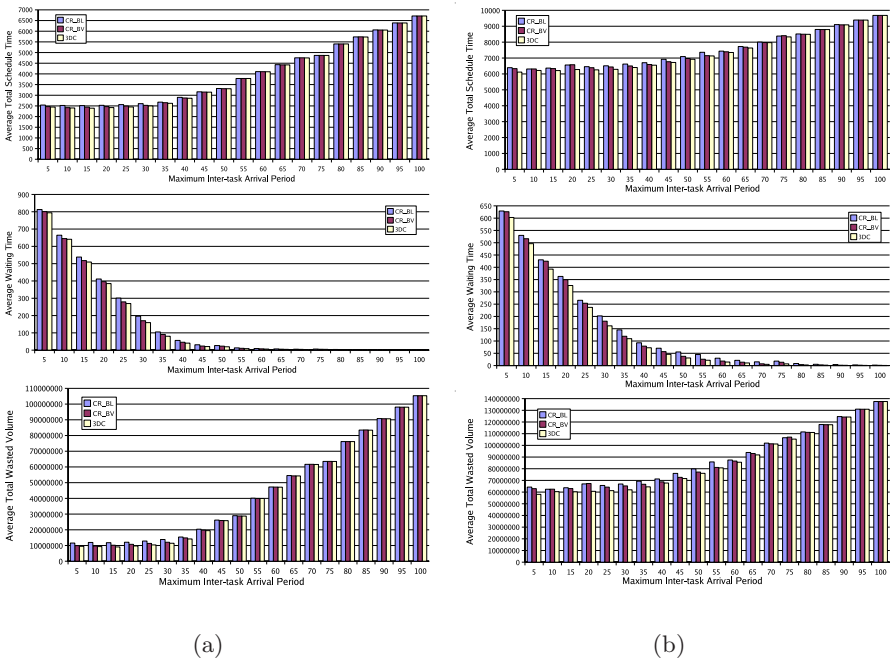 Average Total Schedule Time
7000
6500
6000
5500
5000
4500
4000
3500
3000
2500
2000
1500
1000
500
0
CR_BL
CR_BV
3DC
5 10 15 20 25 30 35 40 45 50 55 60 65 70 75 80 85 90 95 100
Maximum Inter-task Arrival Period
Average Waiting Time
900
800
700
600
500
400
300
200
100
0
CR_BL
CR_BV
3DC
5 10 15 20 25 30 35 40 45 50 55 60 65 70 75 80 85 90 95 100
Maximum Inter-task Arrival Period
Average Total Wasted Volume
110000000
100000000
90000000
80000000
70000000
60000000
50000000
40000000
30000000
20000000
10000000
0
CR_BL
CR_BV
3DC
5 10 15 20 25 30 35 40 45 50 55 60 65 70 75 80 85 90 95 100
Maximum Inter-task Arrival Period
(a)
Average Total Schedule Time
10000
9000
8000
7000
6000
5000
4000
3000
2000
1000
0
CR_BL
CR_BV
3DC
5 10 15 20 25 30 35 40 45 50 55 60 65 70 75 80 85 90 95 100
Maximum Inter-task Arrival Period
Average Waiting Time
650
600
550
500
450
400
350
300
250
200
150
100
50
0
CR_BL
CR_BV
3DC
5 10 15 20 25 30 35 40 45 50 55 60 65 70 75 80 85 90 95 100
Maximum Inter-task Arrival Period
Average Total Wasted Volume
140000000
130000000
120000000
110000000
100000000
90000000
80000000
70000000
60000000
50000000
40000000
30000000
20000000
10000000
0
CR_BL
CR_BV
3DC
5 10 15 20 25 30 35 40 45 50 55 60 65 70 75 80 85 90 95 100
Maximum Inter-task Arrival Period
(b)